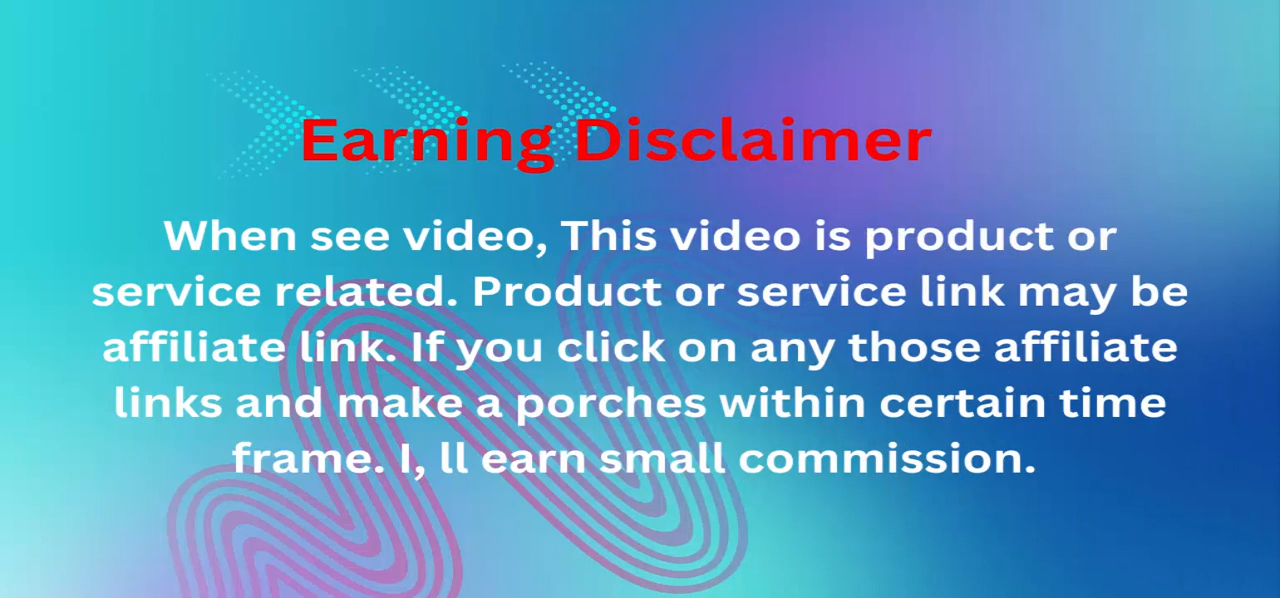 Earning Disclaimer
When see video, This video is product or
service related. Product or service link may be
affiliate link. If you click on any those affiliate
links and make a porches within certain time
frame. I, ll earn small commission.